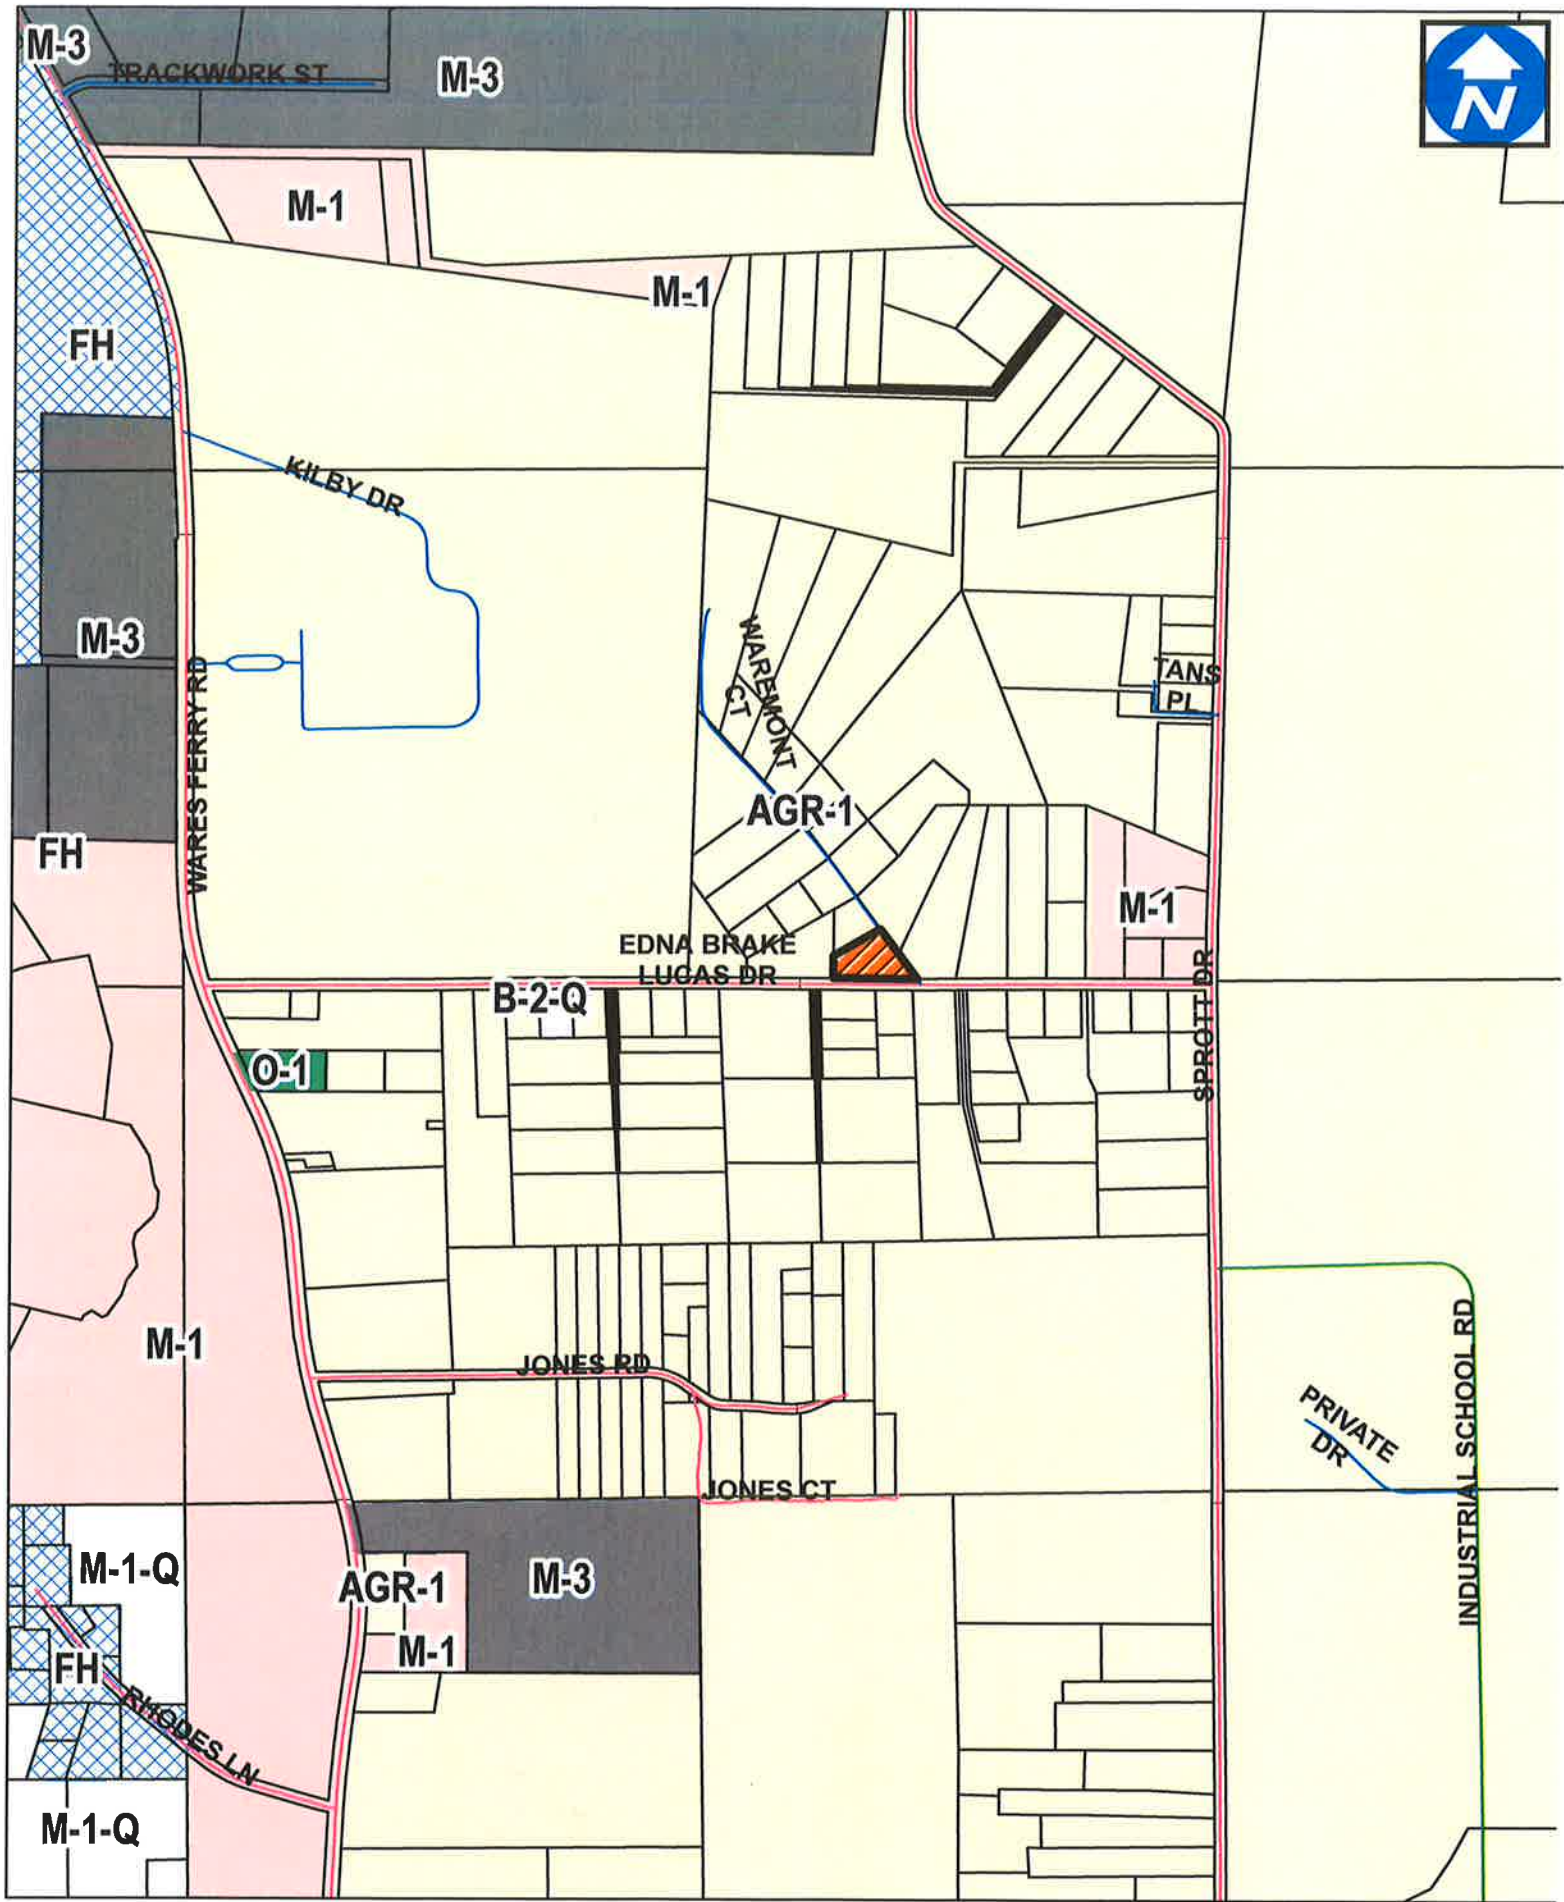 M-3
TRACKWORK ST
M-3
N
M-1
M-1
FH
KILBY DR
M-3
WARES FERRY RD
WAREMONT
CT
TANS
PL
AGR-1
FH
M-1
EDNA BRAKE
LUCAS DR
B-2-Q
SPROTT DR
O-1
M-1
JONES RD
JONES CT
PRIVATE
DR
INDUSTRIAL SCHOOL RD
M-1-Q
AGR-1
M-3
M-1
FH
RHODES LN
M-1-Q